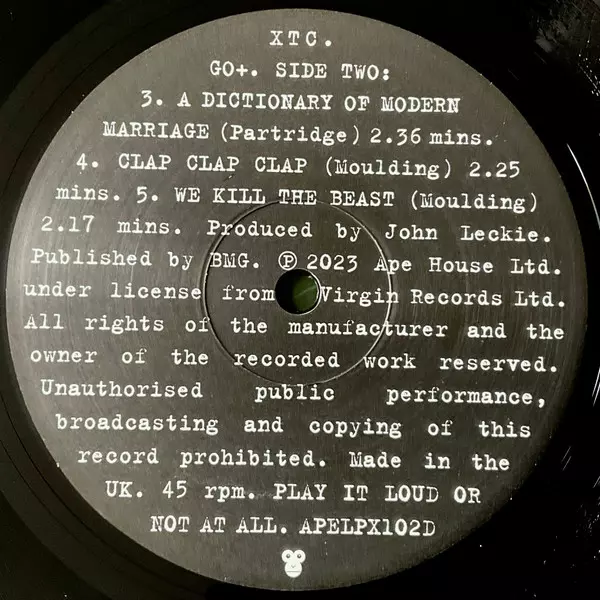 XTC.
GO+. SIDE TWO:
3. A DICTIONARY OF MODERN
MARRIAGE (Partridge) 2.36 mins.
4. CLAP CLAP CLAP (Moulding) 2.25
mins. 5. WE KILL THE BEAST (Moulding)
2.17 mins. Produced by John Leckie.
Published by BMG. ℗ 2023 Ape House Ltd.
under license from Virgin Records Ltd.
All rights of the manufacturer and the
owner of the recorded work reserved.
Unauthorised public performance,
broadcasting and copying of this
record prohibited. Made in the
UK. 45 rpm. PLAY IT LOUD OR
NOT AT ALL. APELPX102D